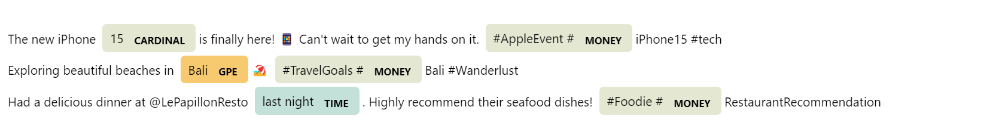 The new iPhone 15 CARDINAL is finally here! 📱 Can't wait to get my hands on it. #AppleEvent # MONEY iPhone15 #tech
Exploring beautiful beaches in Bali GPE 🏖️ #TravelGoals # MONEY Bali #Wanderlust
Had a delicious dinner at @LePapillonResto last night TIME . Highly recommend their seafood dishes! #Foodie # MONEY RestaurantRecommendation